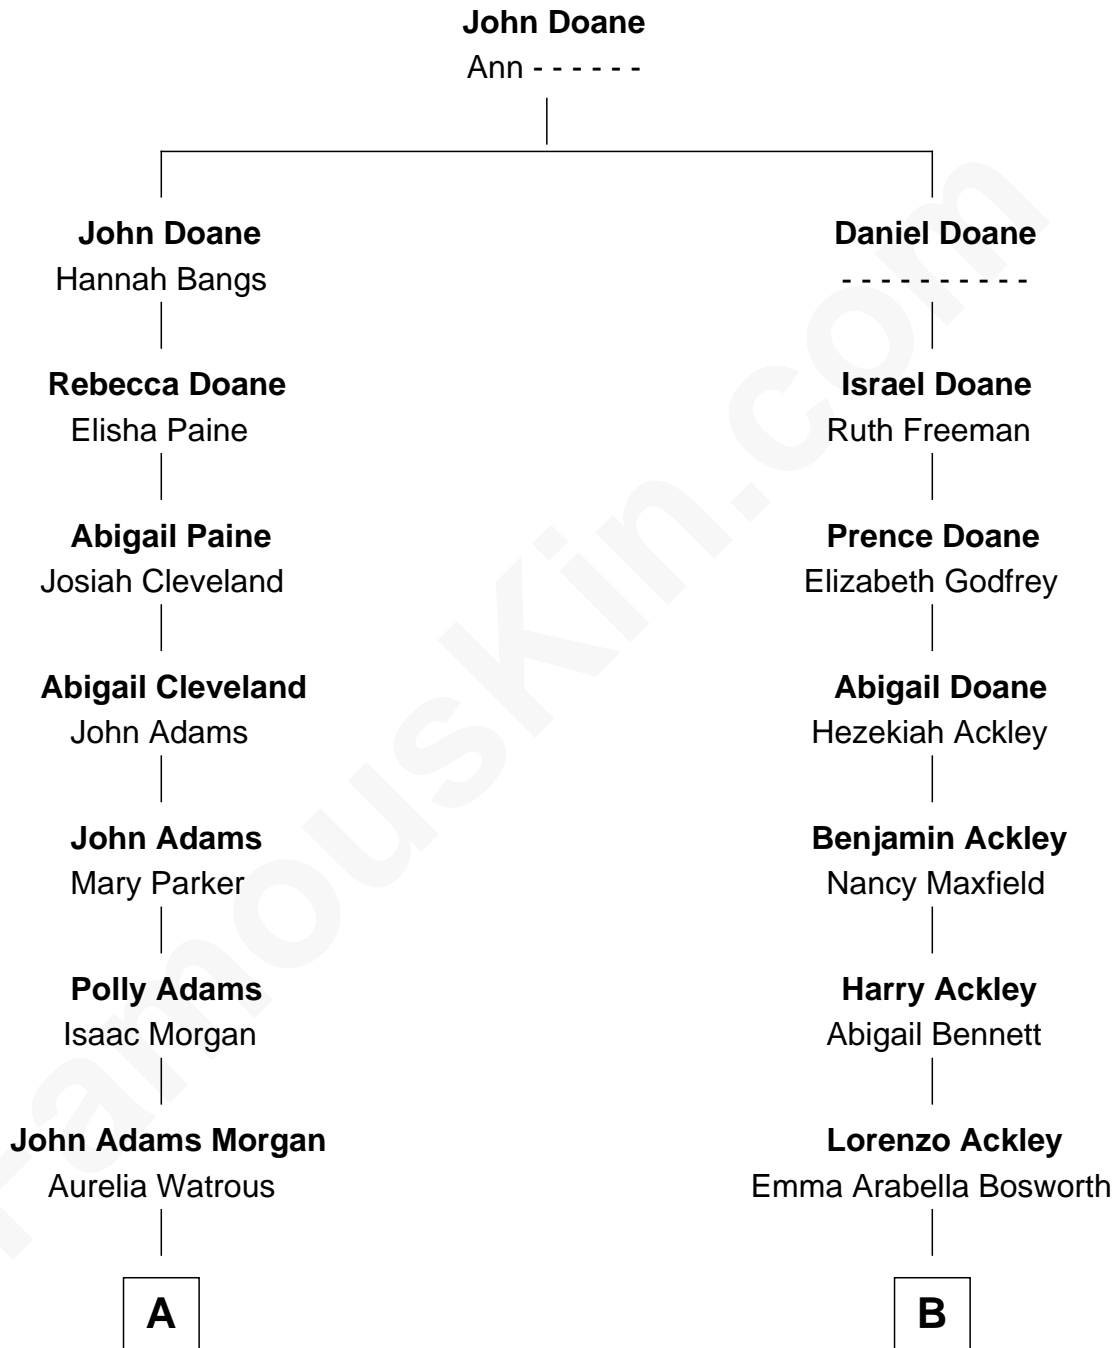 John Doane
Ann - - - - - -
John Doane
Hannah Bangs
Daniel Doane
- - - - - - - - - -
Rebecca Doane
Elisha Paine
Israel Doane
Ruth Freeman
Abigail Paine
Josiah Cleveland
Prence Doane
Elizabeth Godfrey
Abigail Cleveland
John Adams
Abigail Doane
Hezekiah Ackley
John Adams
Mary Parker
Benjamin Ackley
Nancy Maxfield
Polly Adams
Isaac Morgan
Harry Ackley
Abigail Bennett
John Adams Morgan
Aurelia Watrous
Lorenzo Ackley
Emma Arabella Bosworth
A
B
FamousKin.com